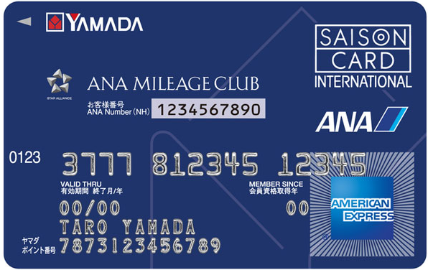 YAMADA
SAISON
CARD
INTERNATIONAL
STAR ALLIANCE
ANA MILEAGE CLUB
お客様番号
ANA Number (NH)
1234567890
ANA
0123
3777 812345 12345
VALID THRU
有効期間 終了月/年
MEMBER SINCE
会員資格取得年
00/00
00
TARO YAMADA
AMERICAN
EXPRESS
ヤマダ
ポイント番号
7873123456789